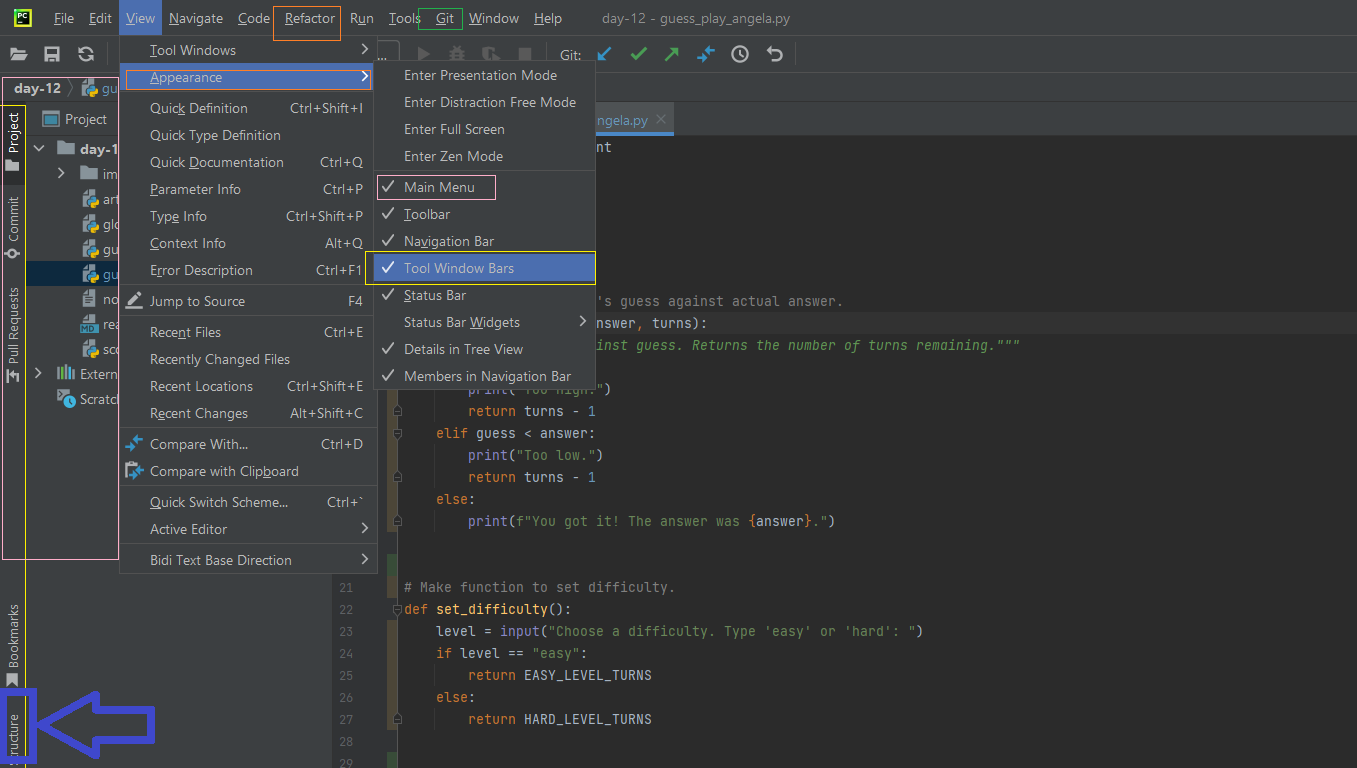 PC File Edit View Navigate Code Refactor Run Tools Git Window Help day-12 - guess_play_angela.py
Tool Windows
... Git:
Appearance
Enter Presentation Mode
day-12 gu
Quick Definition Ctrl+Shift+I
Enter Distraction Free Mode
Project
Quick Type Definition
Enter Full Screen
ngela.py
day-1
Quick Documentation Ctrl+Q
Enter Zen Mode
nt
im
Parameter Info Ctrl+P
Main Menu
art
Type Info Ctrl+Shift+P
Toolbar
glo
Context Info Alt+Q
Navigation Bar
gu
Error Description Ctrl+F1
Tool Window Bars
gu
Jump to Source F4
Status Bar
's guess against actual answer.
no
Recent Files Ctrl+E
Status Bar Widgets
nswer, turns):
MD rea
Recently Changed Files
Details in Tree View
inst guess. Returns the number of turns remaining."""
sco
Recent Locations Ctrl+Shift+E
Members in Navigation Bar
Extern
print("Too high.")
Scratch
Recent Changes Alt+Shift+C
return turns - 1
Compare With... Ctrl+D
elif guess < answer:
Compare with Clipboard
print("Too low.")
return turns - 1
Quick Switch Scheme... Ctrl+`
else:
Active Editor
print(f"You got it! The answer was {answer}.")
Bidi Text Base Direction
21 # Make function to set difficulty.
22 def set_difficulty():
23 level = input("Choose a difficulty. Type 'easy' or 'hard': ")
24 if level == "easy":
25 return EASY_LEVEL_TURNS
26 else:
27 return HARD_LEVEL_TURNS
28
29
Project
Commit
Pull Requests
Bookmarks
Structure